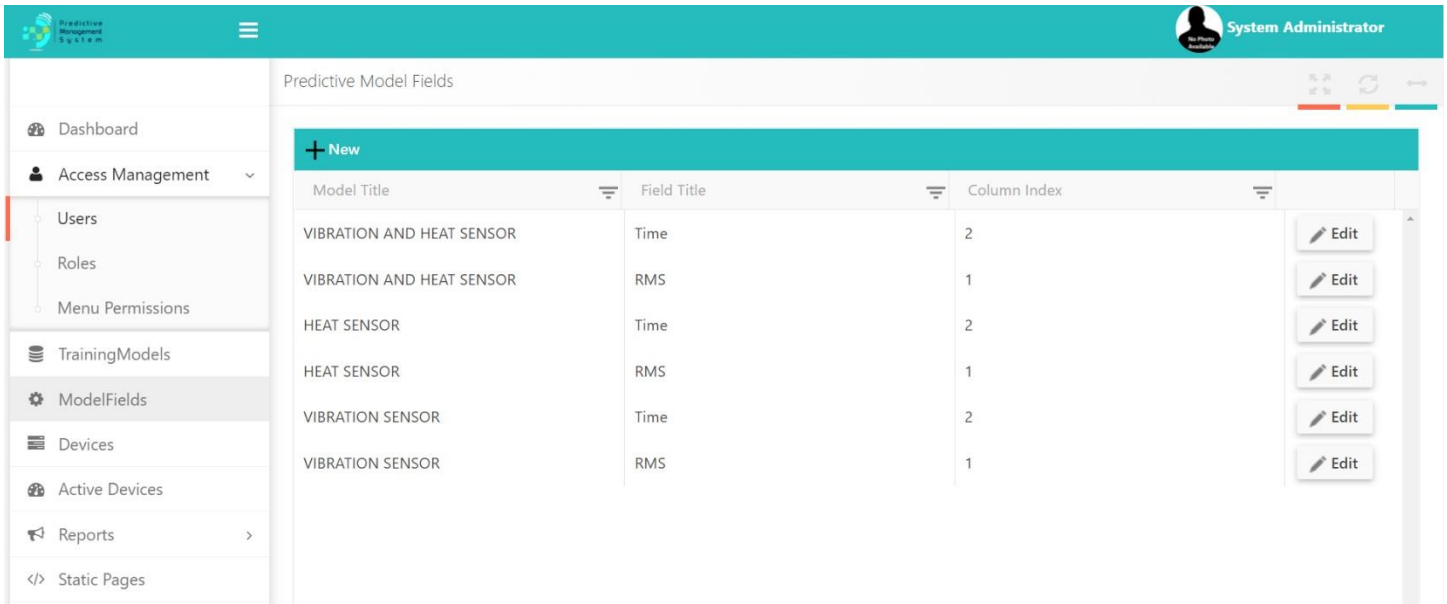 Predictive
Management
System
System Administrator
No Photo
Available
Predictive Model Fields
Dashboard
Access Management
Users
Roles
Menu Permissions
TrainingModels
ModelFields
Devices
Active Devices
Reports
Static Pages
New
Model Title Field Title Column Index
VIBRATION AND HEAT SENSOR Time 2 Edit
VIBRATION AND HEAT SENSOR RMS 1 Edit
HEAT SENSOR Time 2 Edit
HEAT SENSOR RMS 1 Edit
VIBRATION SENSOR Time 2 Edit
VIBRATION SENSOR RMS 1 Edit